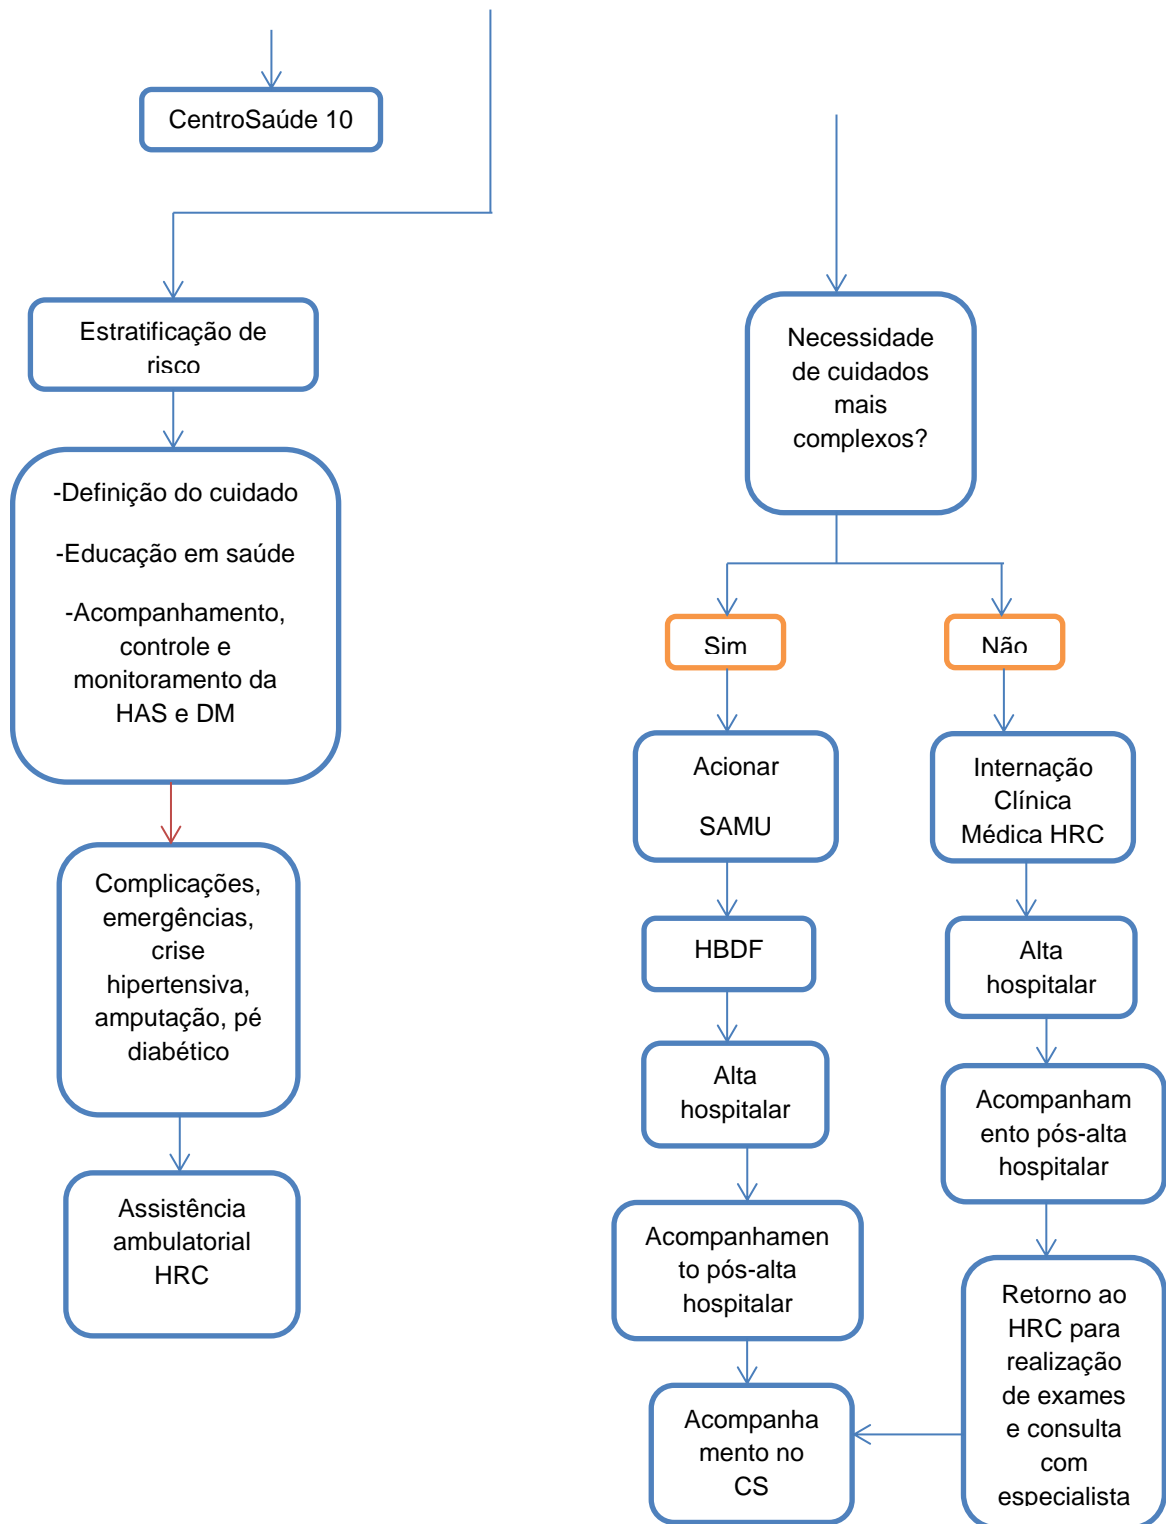 CentroSaúde 10
Estratificação de
risco
-Definição do cuidado
-Educação em saúde
-Acompanhamento,
controle e
monitoramento da
HAS e DM
Complicações,
emergências,
crise
hipertensiva,
amputação, pé
diabético
Assistência
ambulatorial
HRC
Necessidade
de cuidados
mais
complexos?
Sim
Não
Acionar
SAMU
Internação
Clínica
Médica HRC
HBDF
Alta
hospitalar
Alta
hospitalar
Acompanham
ento pós-alta
hospitalar
Acompanhamen
to pós-alta
hospitalar
Retorno ao
HRC para
realização
de exames
e consulta
com
especialista
Acompanha
mento no
CS